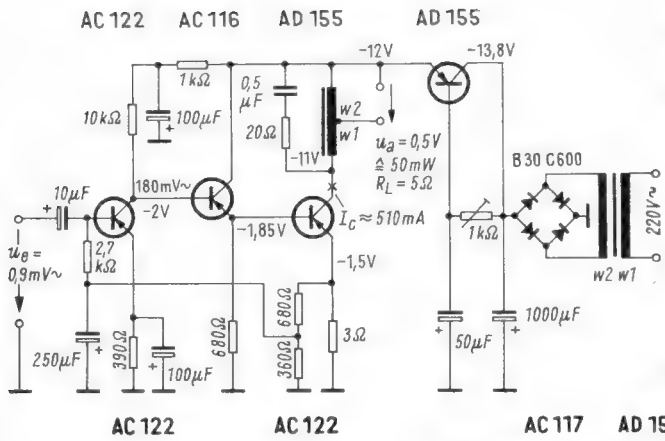 AC 122 AC 116 AD 155 AD 155
-12V -13,8V
1kΩ
0,5 µF
10kΩ
100µF
w2
w1
20Ω
-11V
u_a = 0,5V
≙ 50mW
R_L = 5Ω
B30 C600
10µF
180mV~
-2V
I_C ≈ 510mA
1kΩ
220V~
-1,85V
u_e =
0,9mV~
2,7 kΩ
-1,5V
w2 w1
680Ω
3Ω
1000µF
50µF
250µF
390Ω
100µF
680Ω
360Ω
AC 122 AC 122 AC 117